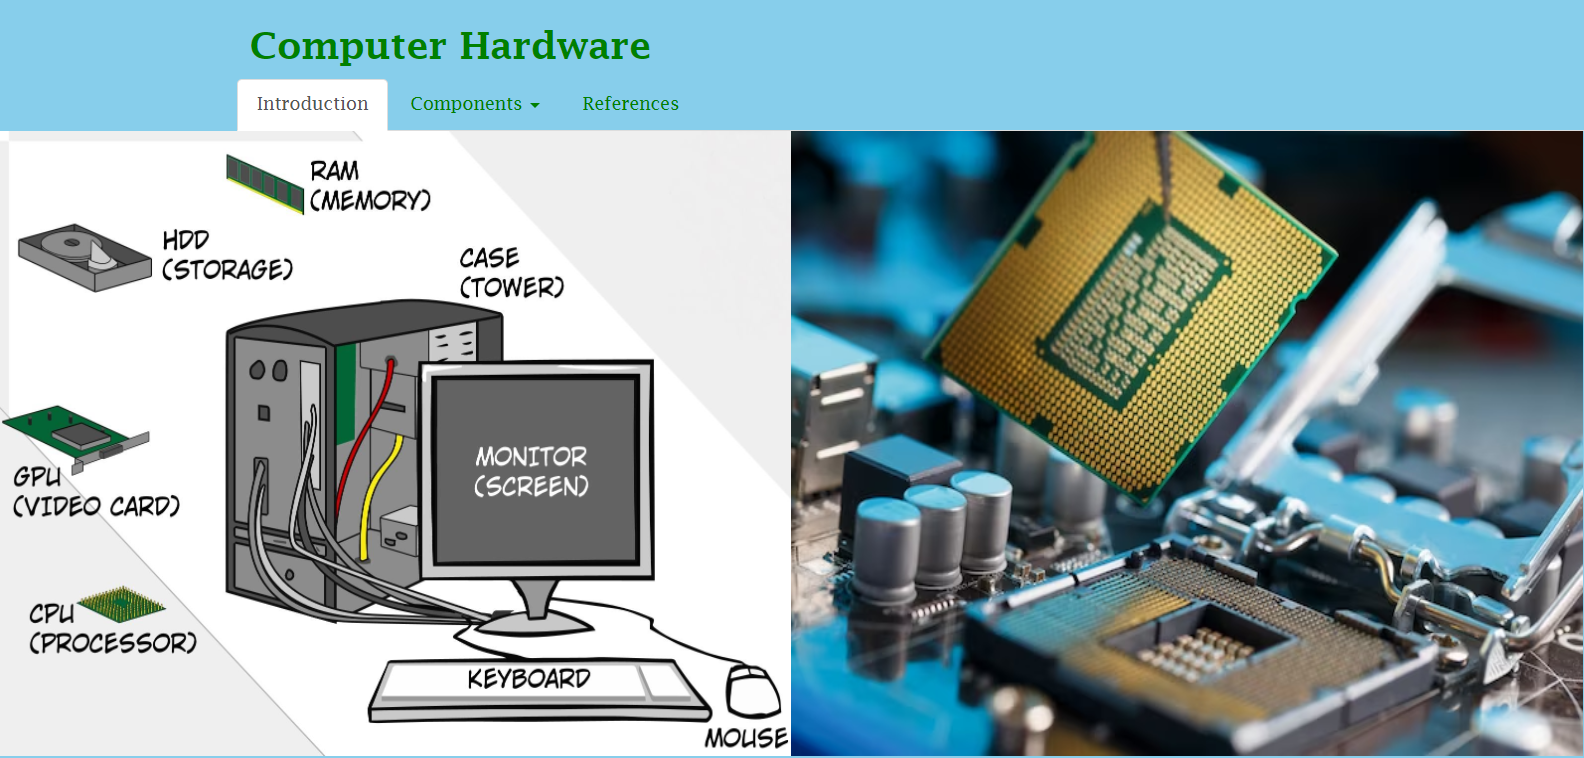 Computer Hardware
Introduction
Components
References
RAM
(MEMORY)
HDD
(STORAGE)
CASE
(TOWER)
MONITOR
(SCREEN)
GPU
(VIDEO CARD)
CPU
(PROCESSOR)
KEYBOARD
MOUSE